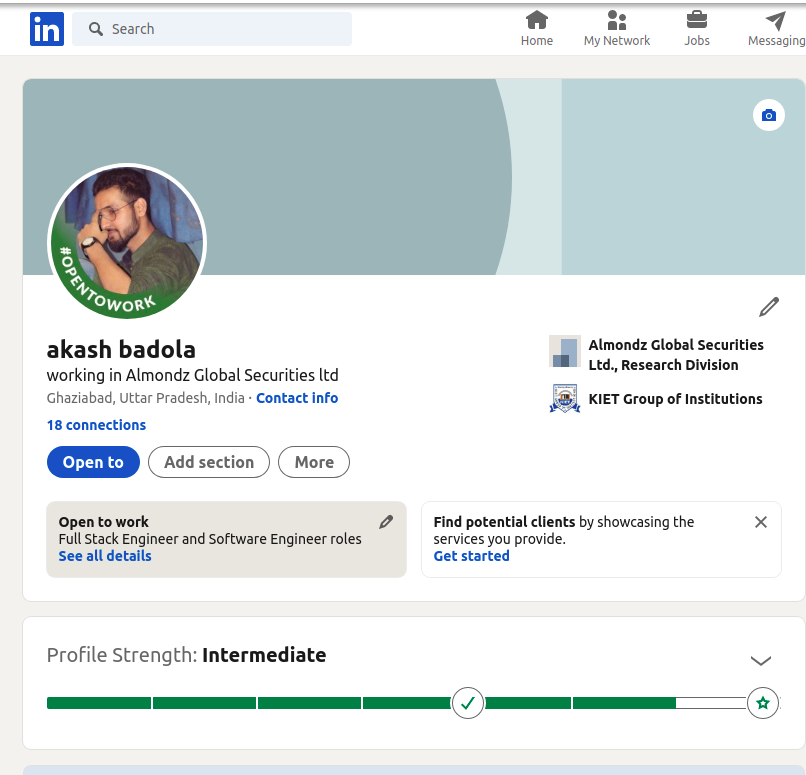 in
Search
Home
My Network
Jobs
Messaging
#OPENTOWORK
akash badola
working in Almondz Global Securities ltd
Ghaziabad, Uttar Pradesh, India · Contact info
18 connections
Almondz Global Securities
Ltd., Research Division
KIET Group of Institutions
Open to
Add section
More
Open to work
Full Stack Engineer and Software Engineer roles
See all details
Find potential clients by showcasing the
services you provide.
Get started
Profile Strength: Intermediate